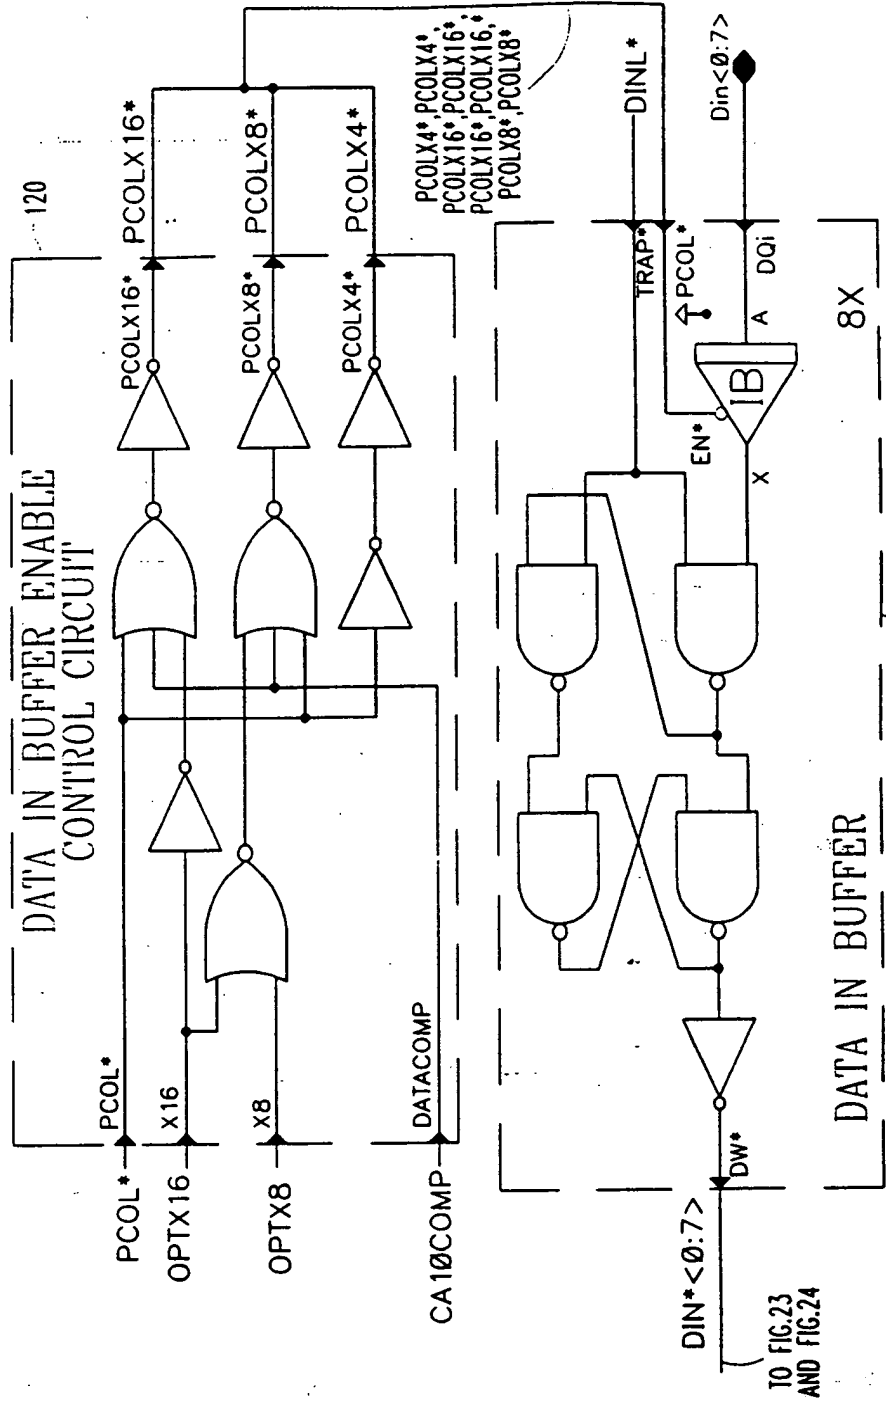 120
DATA IN BUFFER ENABLE
CONTROL CIRCUIT
PCOL*
PCOL*
OPTX16
X16
OPTX8
X8
CA10COMP
DATACOMP
PCOLX16*
PCOLX16*
PCOLX8*
PCOLX8*
PCOLX4*
PCOLX4*
PCOLX4*,PCOLX4*,
PCOLX16*,PCOLX16*,
PCOLX16*,PCOLX16,*
PCOLX8*,PCOLX8*
DINL*
Din<0:7>
TRAP*
PCOL*
DQi
A
IB
EN*
X
8X
DATA IN BUFFER
DW*
DIN*<0:7>
TO FIG.23
AND FIG.24